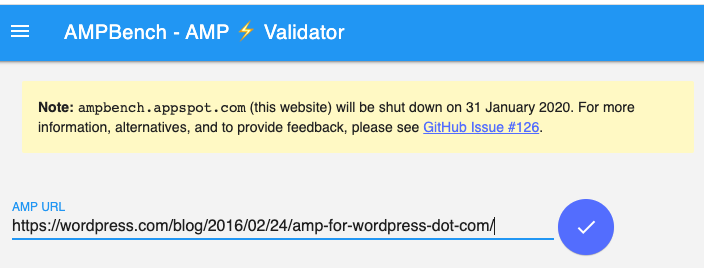 AMPBench - AMP ⚡ Validator
Note: ampbench.appspot.com (this website) will be shut down on 31 January 2020. For more
information, alternatives, and to provide feedback, please see GitHub Issue #126.
AMP URL
https://wordpress.com/blog/2016/02/24/amp-for-wordpress-dot-com/